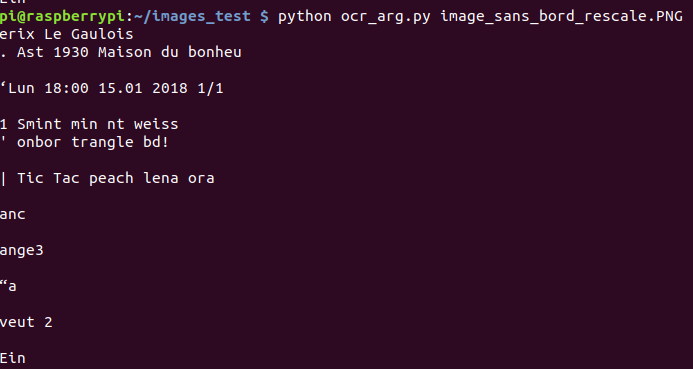 pi@raspberrypi:~/images_test $ python ocr_arg.py image_sans_bord_rescale.PNG
erix Le Gaulois
. Ast 1930 Maison du bonheu
‘Lun 18:00 15.01 2018 1/1
1 Smint min nt weiss
' onbor trangle bd!
| Tic Tac peach lena ora
anc
ange3
“a
veut 2
Ein